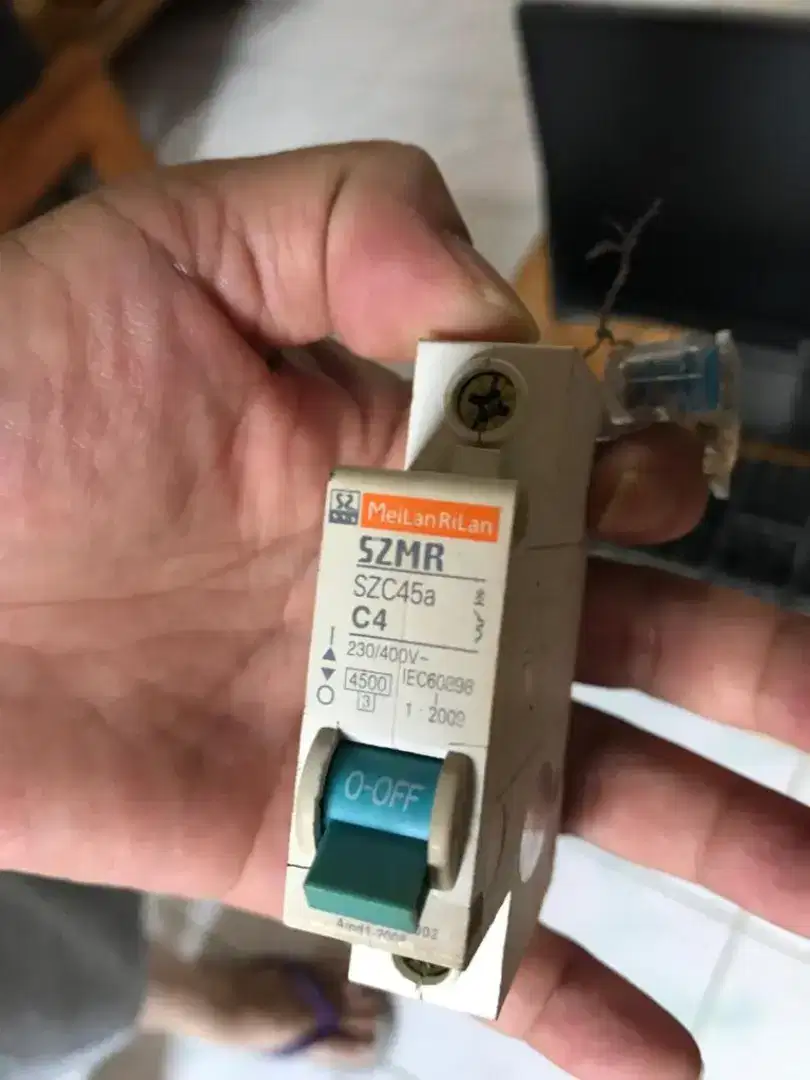 MeiLanRiLan
SZMR
SZC45a
C4
230/400V~
4500
3
IEC60898
1 - 2009
O-OFF